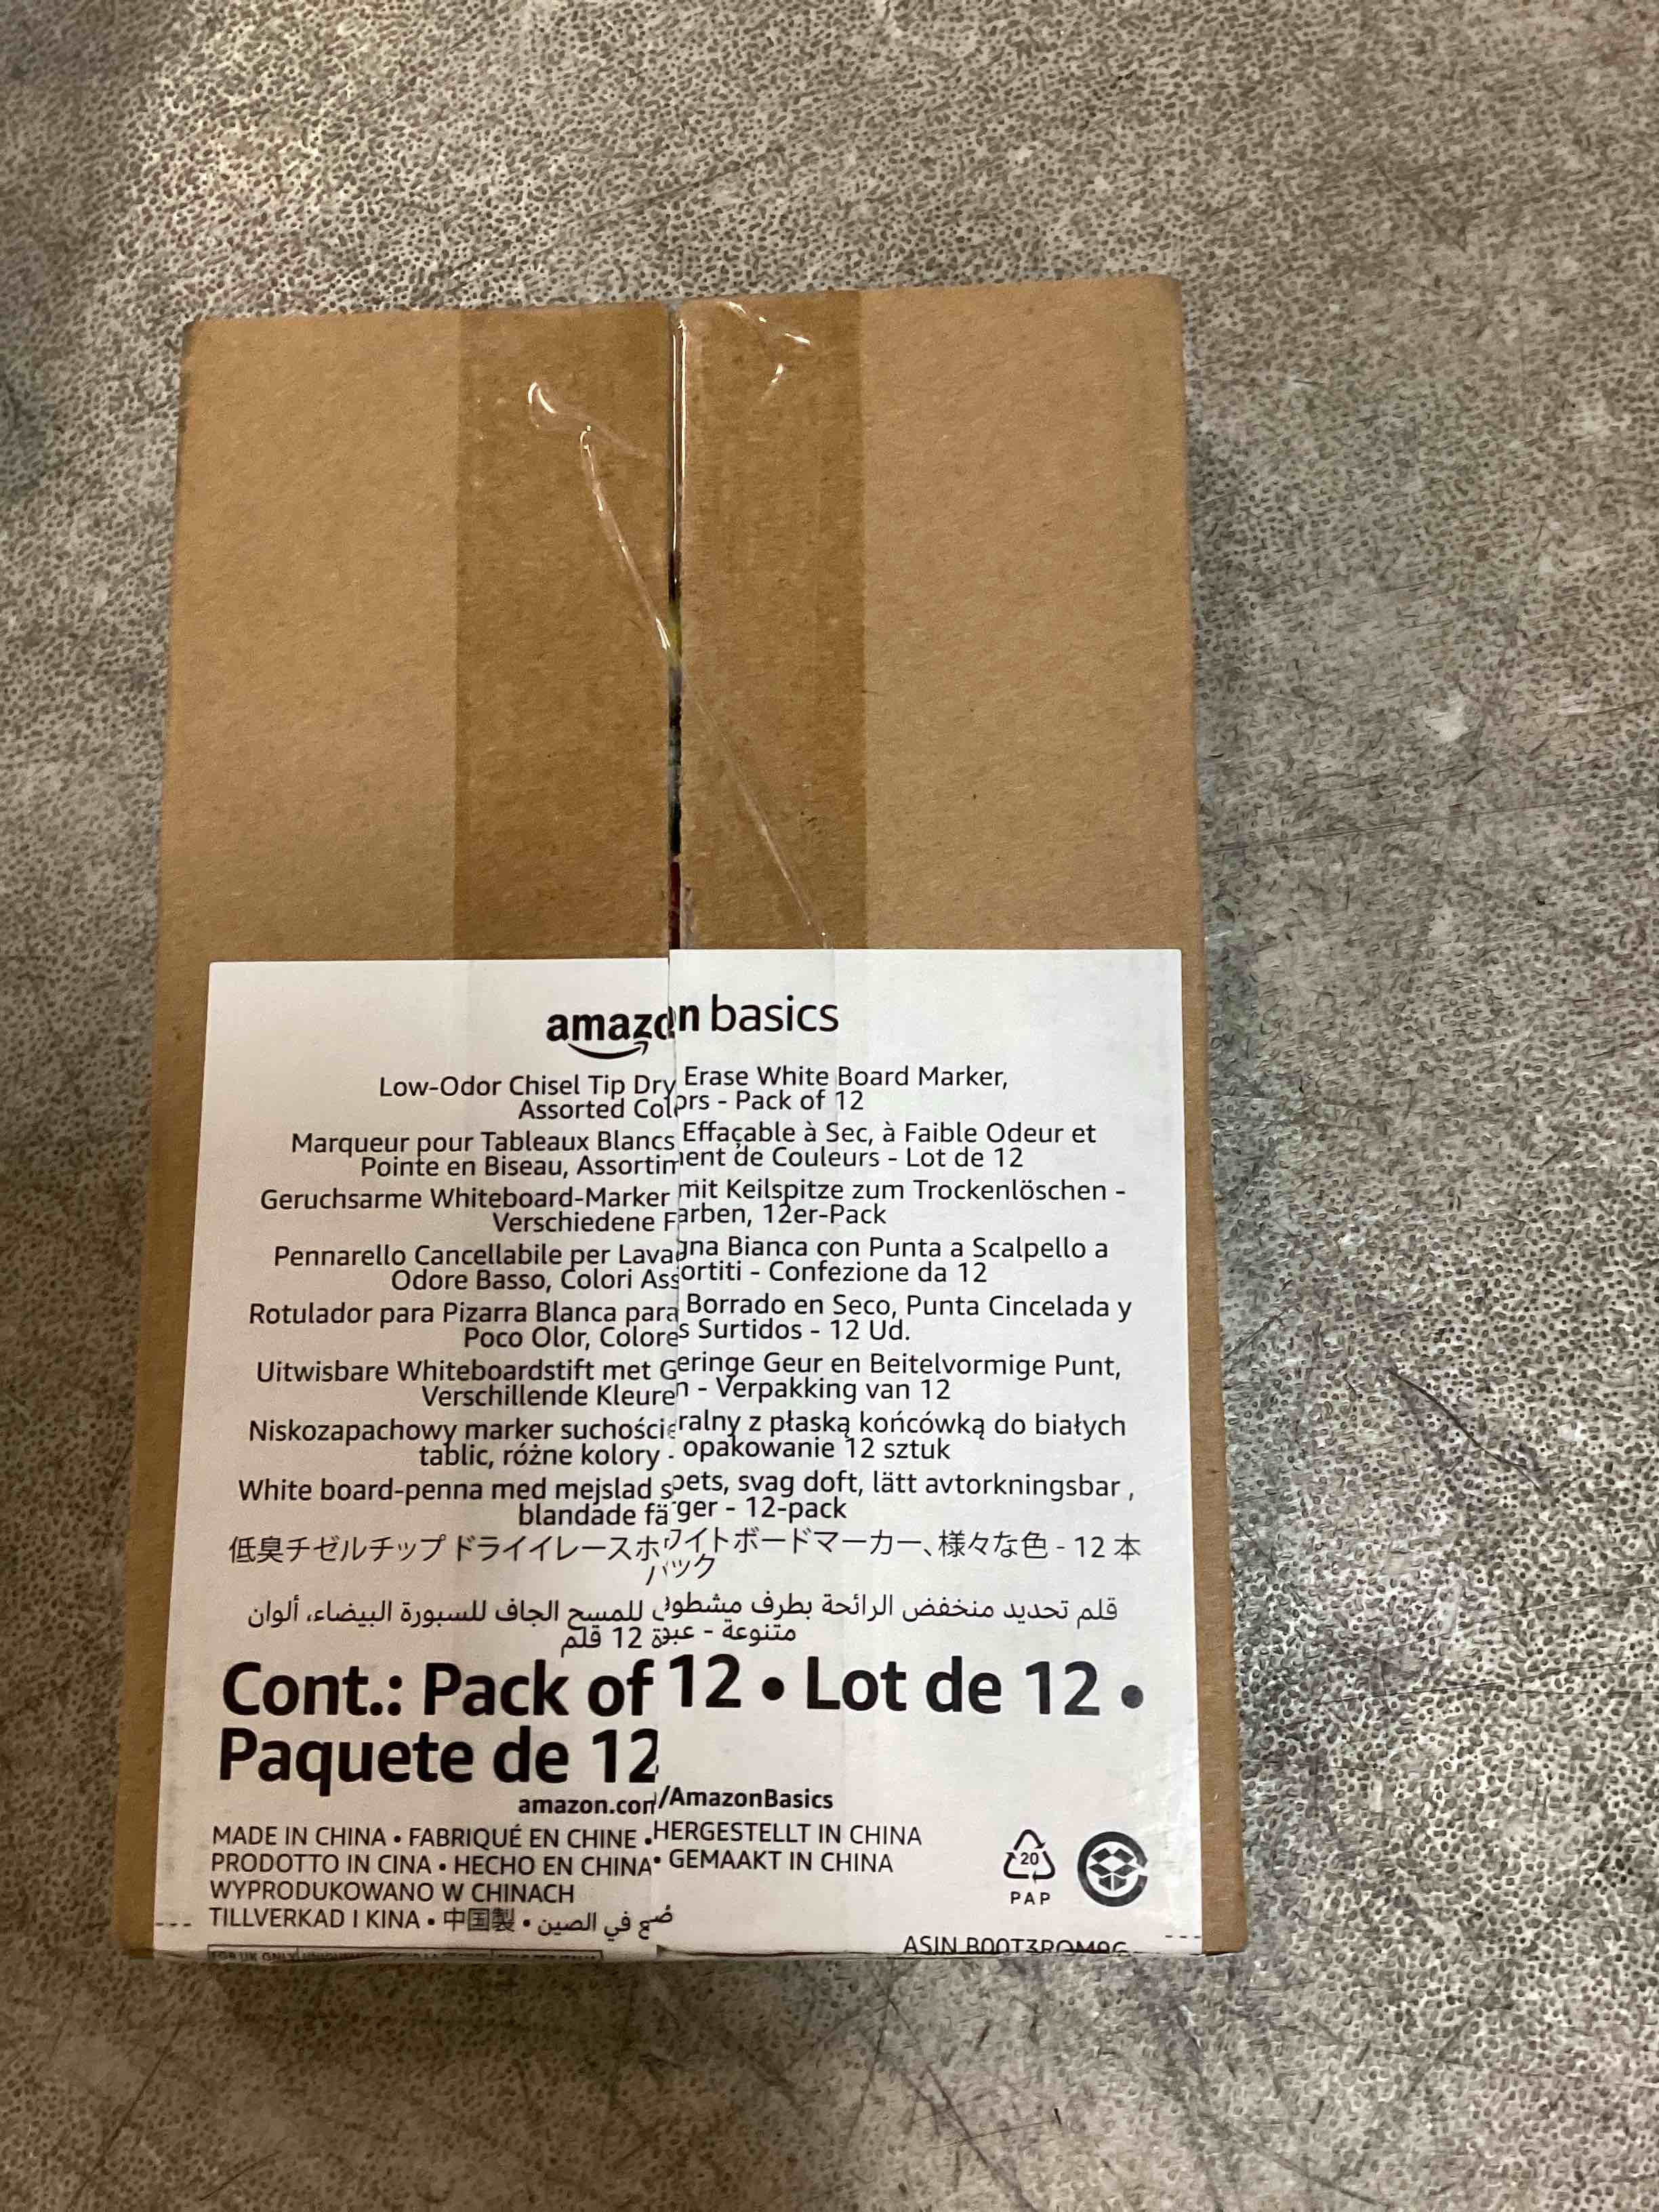 amazon basics
Low-Odor Chisel Tip Dry Erase White Board Marker,
Assorted Colors - Pack of 12
Marqueur pour Tableaux Blancs Effaçable à Sec, à Faible Odeur et
Pointe en Biseau, Assortiment de Couleurs - Lot de 12
Geruchsarme Whiteboard-Marker mit Keilspitze zum Trockenlöschen -
Verschiedene Farben, 12er-Pack
Pennarello Cancellabile per Lavagna Bianca con Punta a Scalpello a
Odore Basso, Colori Assortiti - Confezione da 12
Rotulador para Pizarra Blanca para Borrado en Seco, Punta Cincelada y
Poco Olor, Colores Surtidos - 12 Ud.
Uitwisbare Whiteboardstift met Geringe Geur en Beitelvormige Punt,
Verschillende Kleuren - Verpakking van 12
Niskozapachowy marker suchościeralny z płaską końcówką do białych
tablic, różne kolory - opakowanie 12 sztuk
White board-penna med mejslad spets, svag doft, lätt avtorkningsbar ,
blandade färger - 12-pack
低臭チゼルチップ ドライイレースホワイトボードマーカー、様々な色 - 12 本
パック
قلم تحديد منخفض الرائحة بطرف مشطوف للمسح الجاف للسبورة البيضاء، ألوان
متنوعة - عبوة 12 قلم
Cont.: Pack of 12 • Lot de 12 •
Paquete de 12
amazon.com/AmazonBasics
MADE IN CHINA • FABRIQUÉ EN CHINE • HERGESTELLT IN CHINA
PRODOTTO IN CINA • HECHO EN CHINA • GEMAAKT IN CHINA
WYPRODUKOWANO W CHINACH
TILLVERKAD I KINA • 中国製 • صُنع في الصين
20
PAP
ASIN
FOR UK ONLY